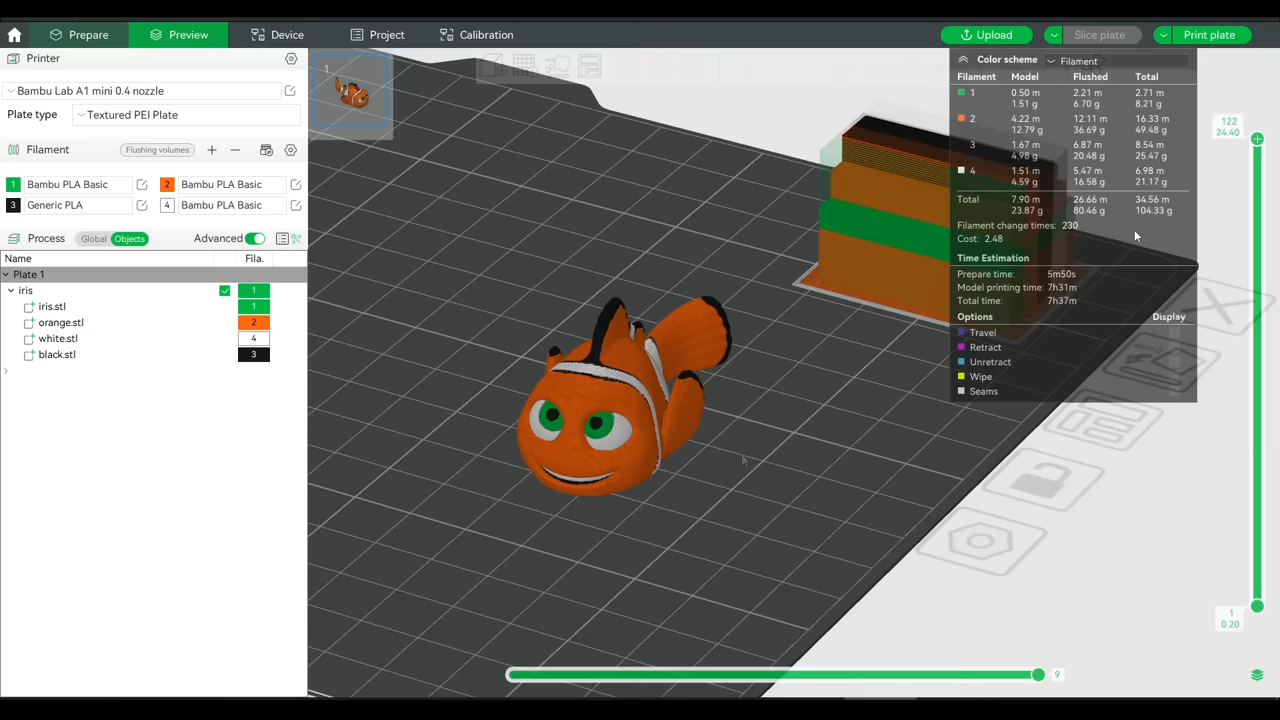 Prepare
Preview
Device
Project
Calibration
Upload
Slice plate
Print plate
Printer
Bambu Lab A1 mini 0.4 nozzle
Plate type
Textured PEI Plate
Filament
Flushing volumes
1 Bambu PLA Basic
2 Bambu PLA Basic
3 Generic PLA
4 Bambu PLA Basic
Process
Global
Objects
Advanced
Name
Fila.
Plate 1
iris 1
iris.stl 1
orange.stl 2
white.stl 4
black.stl 3
1
Color scheme
Filament
Filament Model Flushed Total
1 0.50 m 2.21 m 2.71 m
1.51 g 6.70 g 8.21 g
2 4.22 m 12.11 m 16.33 m
12.79 g 36.69 g 49.48 g
3 1.67 m 6.87 m 8.54 m
4.98 g 20.48 g 25.47 g
4 1.51 m 5.47 m 6.98 m
4.59 g 16.58 g 21.17 g
Total 7.90 m 26.66 m 34.56 m
23.87 g 80.46 g 104.33 g
Filament change times: 230
Cost: 2.48
Time Estimation
Prepare time: 5m50s
Model printing time: 7h31m
Total time: 7h37m
Options Display
Travel
Retract
Unretract
Wipe
Seams
122
24.40
1
0.20
9